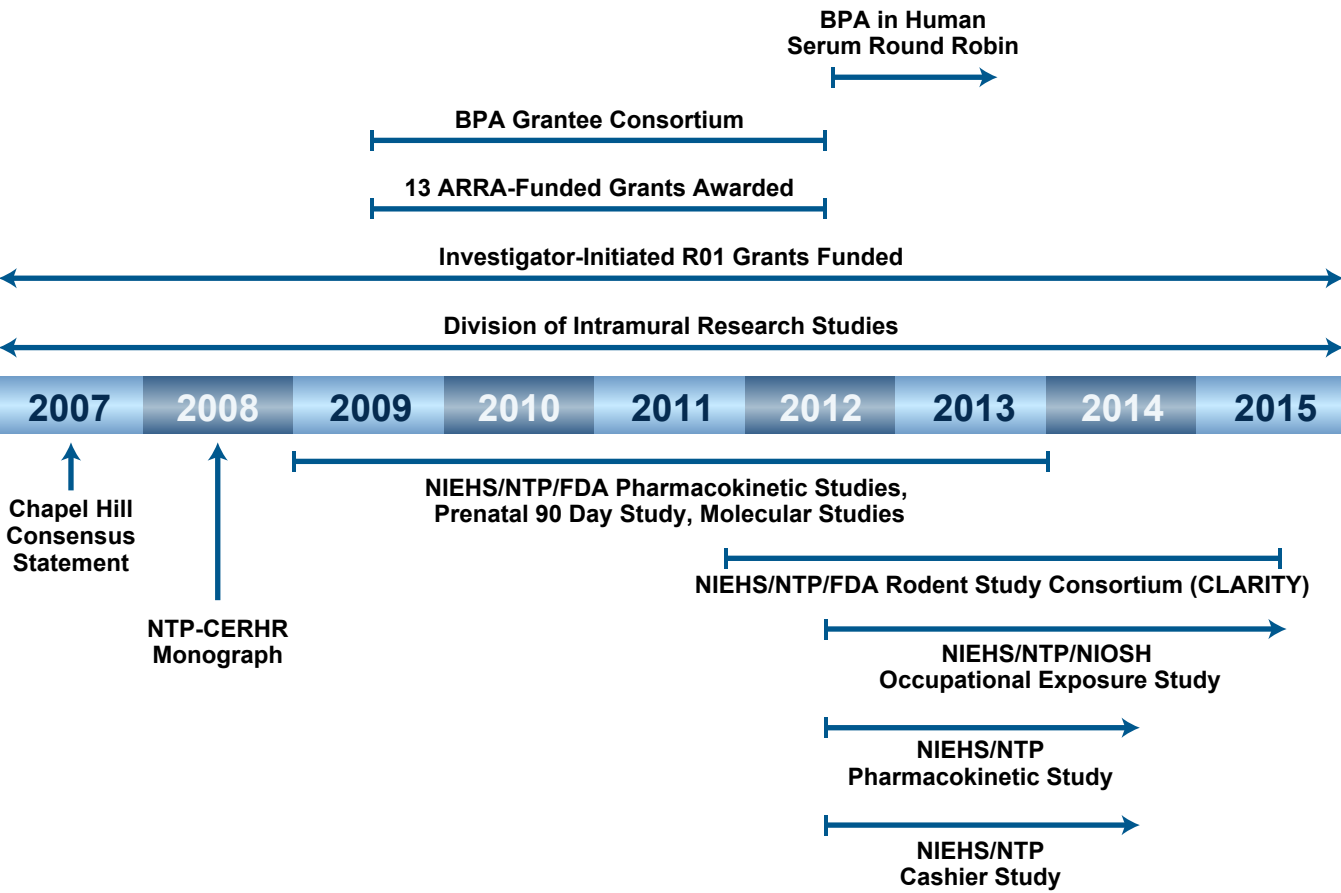 BPA in Human
Serum Round Robin
BPA Grantee Consortium
13 ARRA-Funded Grants Awarded
Investigator-Initiated R01 Grants Funded
Division of Intramural Research Studies
2007 2008 2009 2010 2011 2012 2013 2014 2015
Chapel Hill
Consensus
Statement
NTP-CERHR
Monograph
NIEHS/NTP/FDA Pharmacokinetic Studies,
Prenatal 90 Day Study, Molecular Studies
NIEHS/NTP/FDA Rodent Study Consortium (CLARITY)
NIEHS/NTP/NIOSH
Occupational Exposure Study
NIEHS/NTP
Pharmacokinetic Study
NIEHS/NTP
Cashier Study